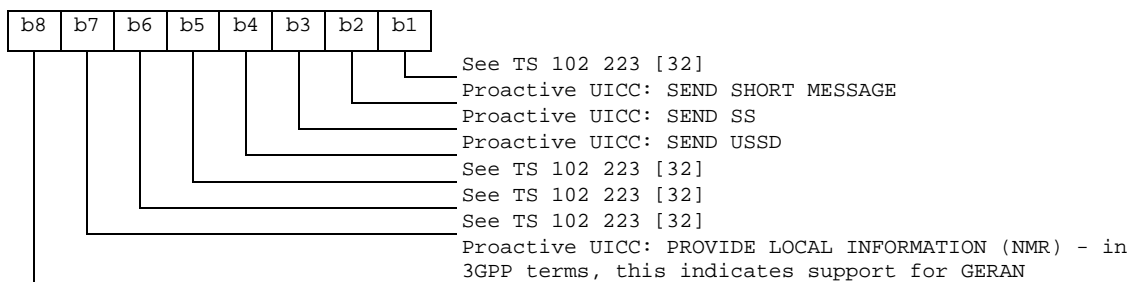 b8 b7 b6 b5 b4 b3 b2 b1
See TS 102 223 [32]
Proactive UICC: SEND SHORT MESSAGE
Proactive UICC: SEND SS
Proactive UICC: SEND USSD
See TS 102 223 [32]
See TS 102 223 [32]
See TS 102 223 [32]
Proactive UICC: PROVIDE LOCAL INFORMATION (NMR) - in
3GPP terms, this indicates support for GERAN